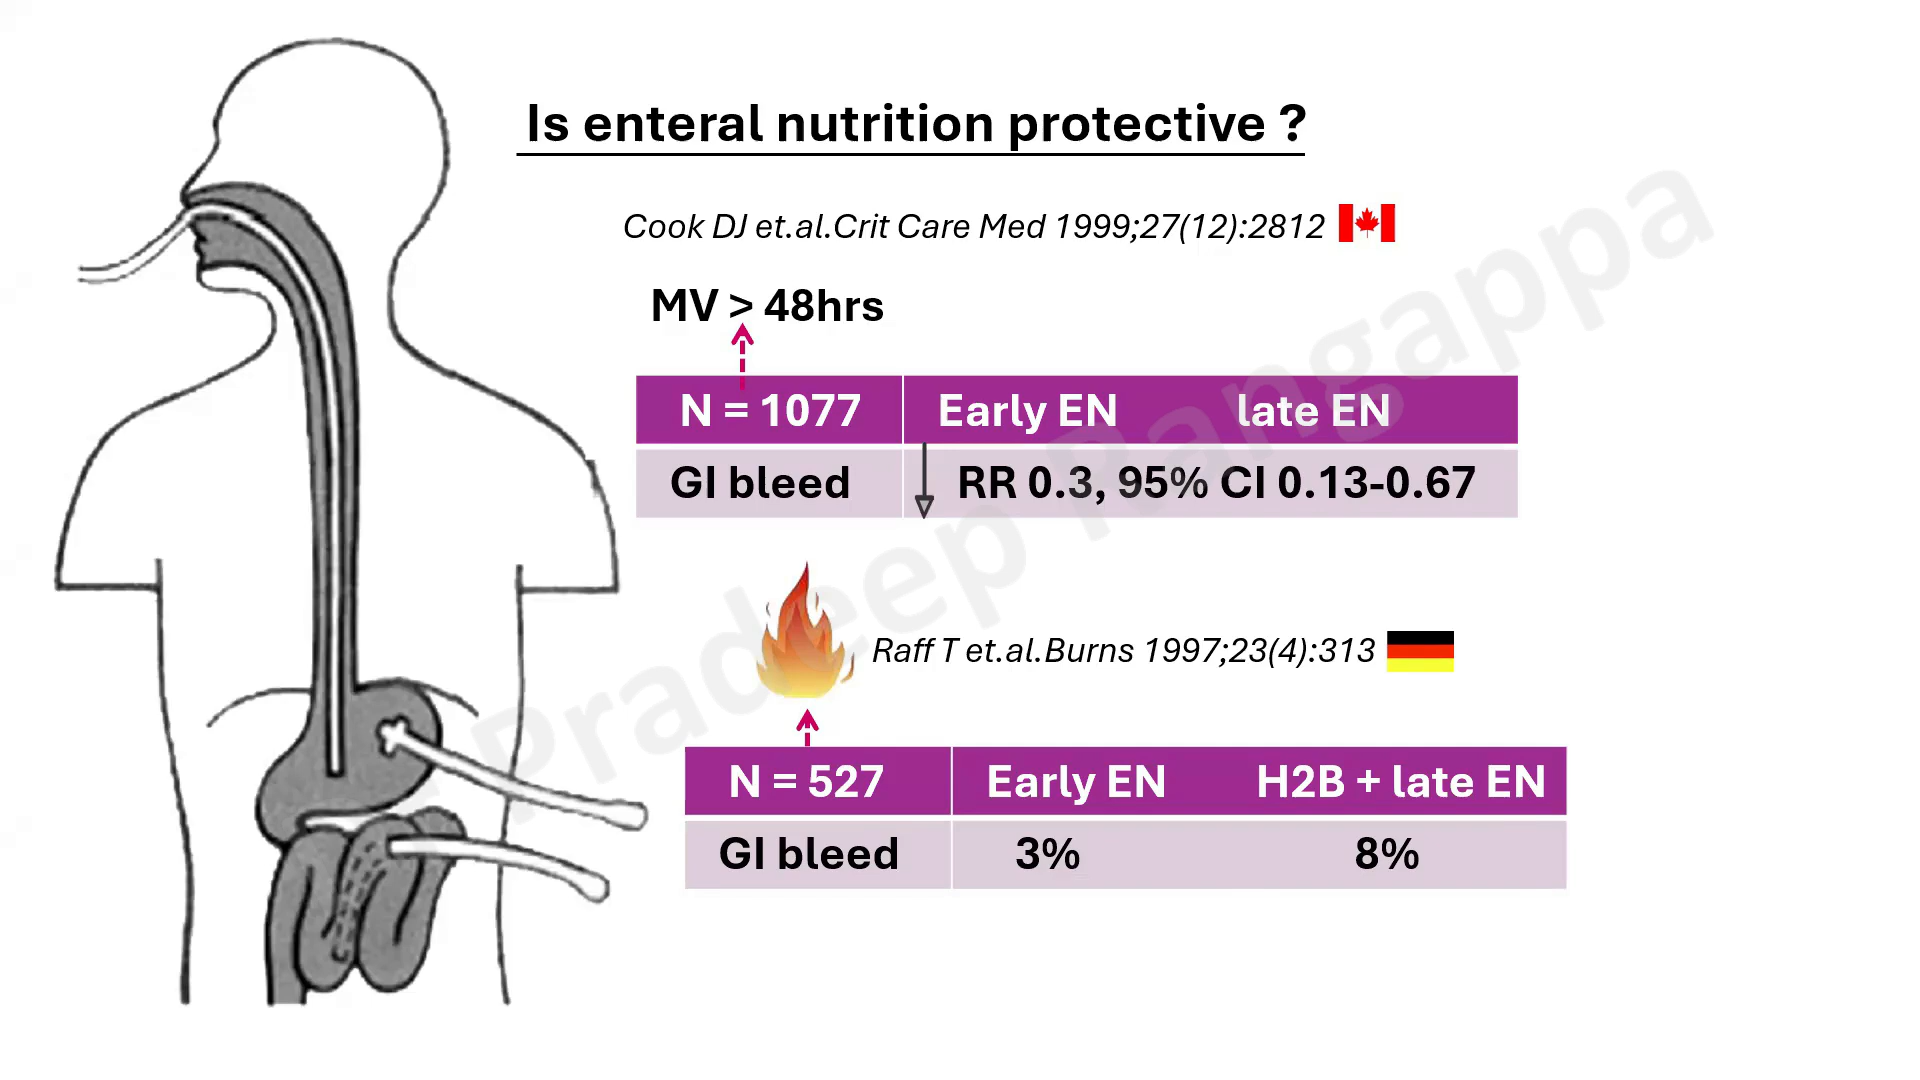 Is enteral nutrition protective ?
Cook DJ et.al.Crit Care Med 1999;27(12):2812
MV > 48hrs
N = 1077 Early EN late EN
GI bleed RR 0.3, 95% CI 0.13-0.67
Raff T et.al.Burns 1997;23(4):313
N = 527 Early EN H2B + late EN
GI bleed 3% 8%
Pradeep Rangappa